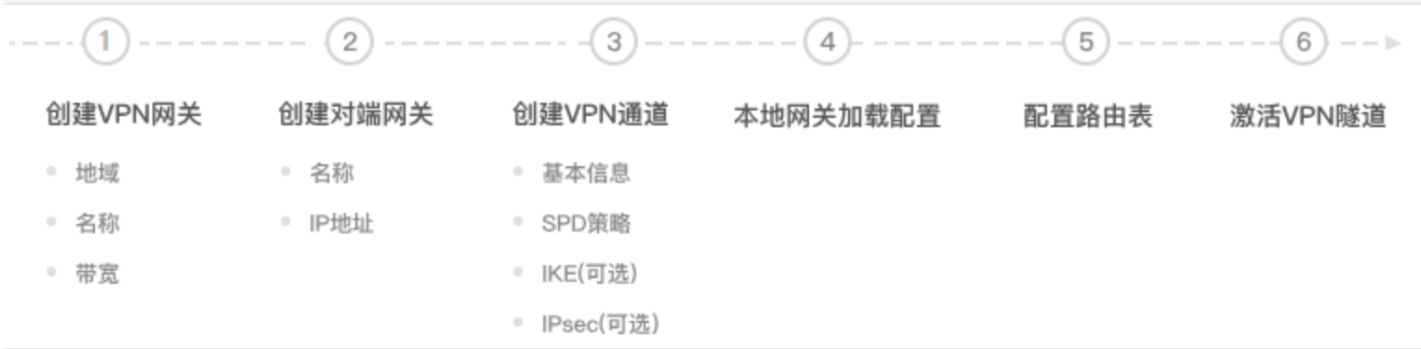 1
2
3
4
5
6
创建VPN网关
创建对端网关
创建VPN通道
本地网关加载配置
配置路由表
激活VPN隧道
地域
名称
带宽
名称
IP地址
基本信息
SPD策略
IKE(可选)
IPsec(可选)